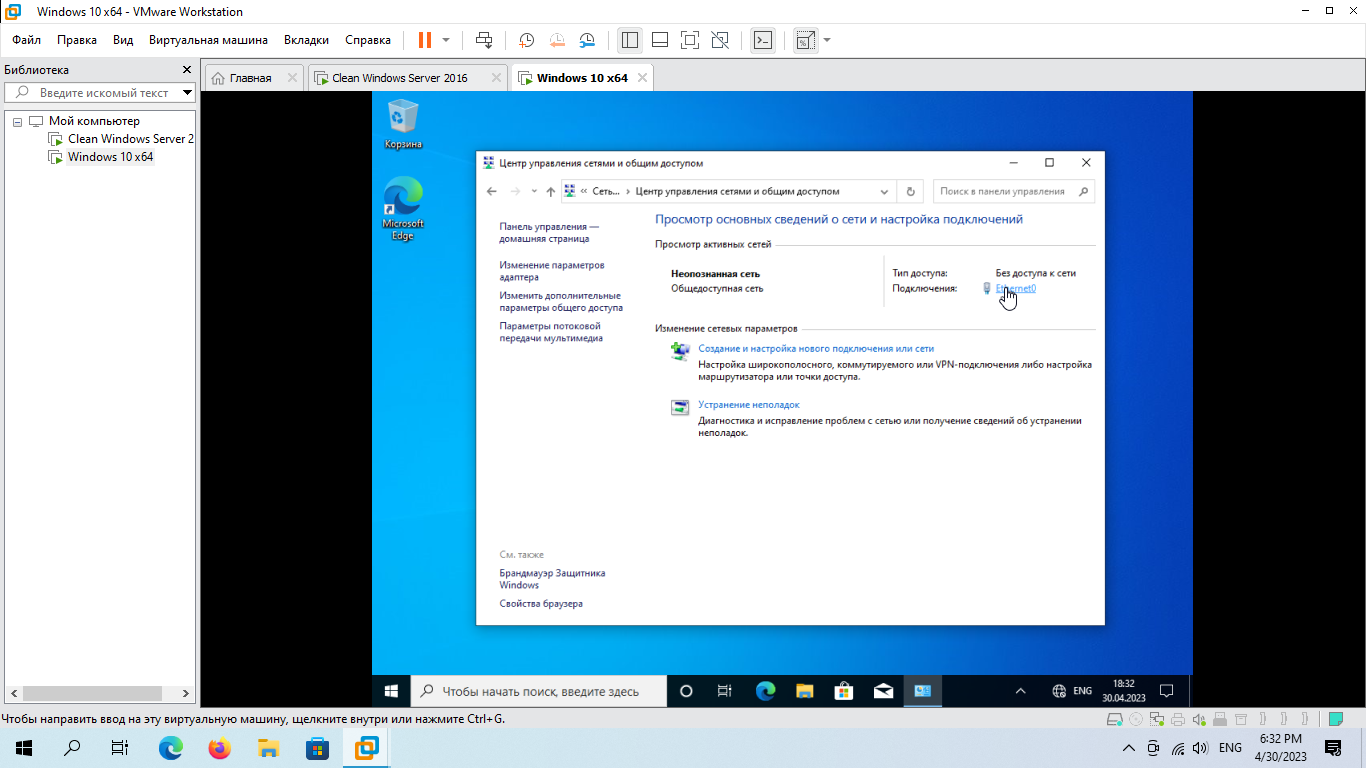 Windows 10 x64 - VMware Workstation
Файл Правка Вид Виртуальная машина Вкладки Справка
Библиотека
Введите искомый текст
Мой компьютер
Clean Windows Server 2
Windows 10 x64
Главная
Clean Windows Server 2016
Windows 10 x64
Корзина
Microsoft
Edge
Центр управления сетями и общим доступом
« Сеть... › Центр управления сетями и общим доступом
Поиск в панели управления
Панель управления —
домашняя страница
Изменение параметров
адаптера
Изменить дополнительные
параметры общего доступа
Параметры потоковой
передачи мультимедиа
Просмотр основных сведений о сети и настройка подключений
Просмотр активных сетей
Неопознанная сеть
Общедоступная сеть
Тип доступа: Без доступа к сети
Подключения: Ethernet0
Изменение сетевых параметров
Создание и настройка нового подключения или сети
Настройка широкополосного, коммутируемого или VPN-подключения либо настройка
маршрутизатора или точки доступа.
Устранение неполадок
Диагностика и исправление проблем с сетью или получение сведений об устранении
неполадок.
См. также
Брандмауэр Защитника
Windows
Свойства браузера
Чтобы начать поиск, введите здесь
ENG
18:32
30.04.2023
Чтобы направить ввод на эту виртуальную машину, щелкните внутри или нажмите Ctrl+G.
ENG
6:32 PM
4/30/2023